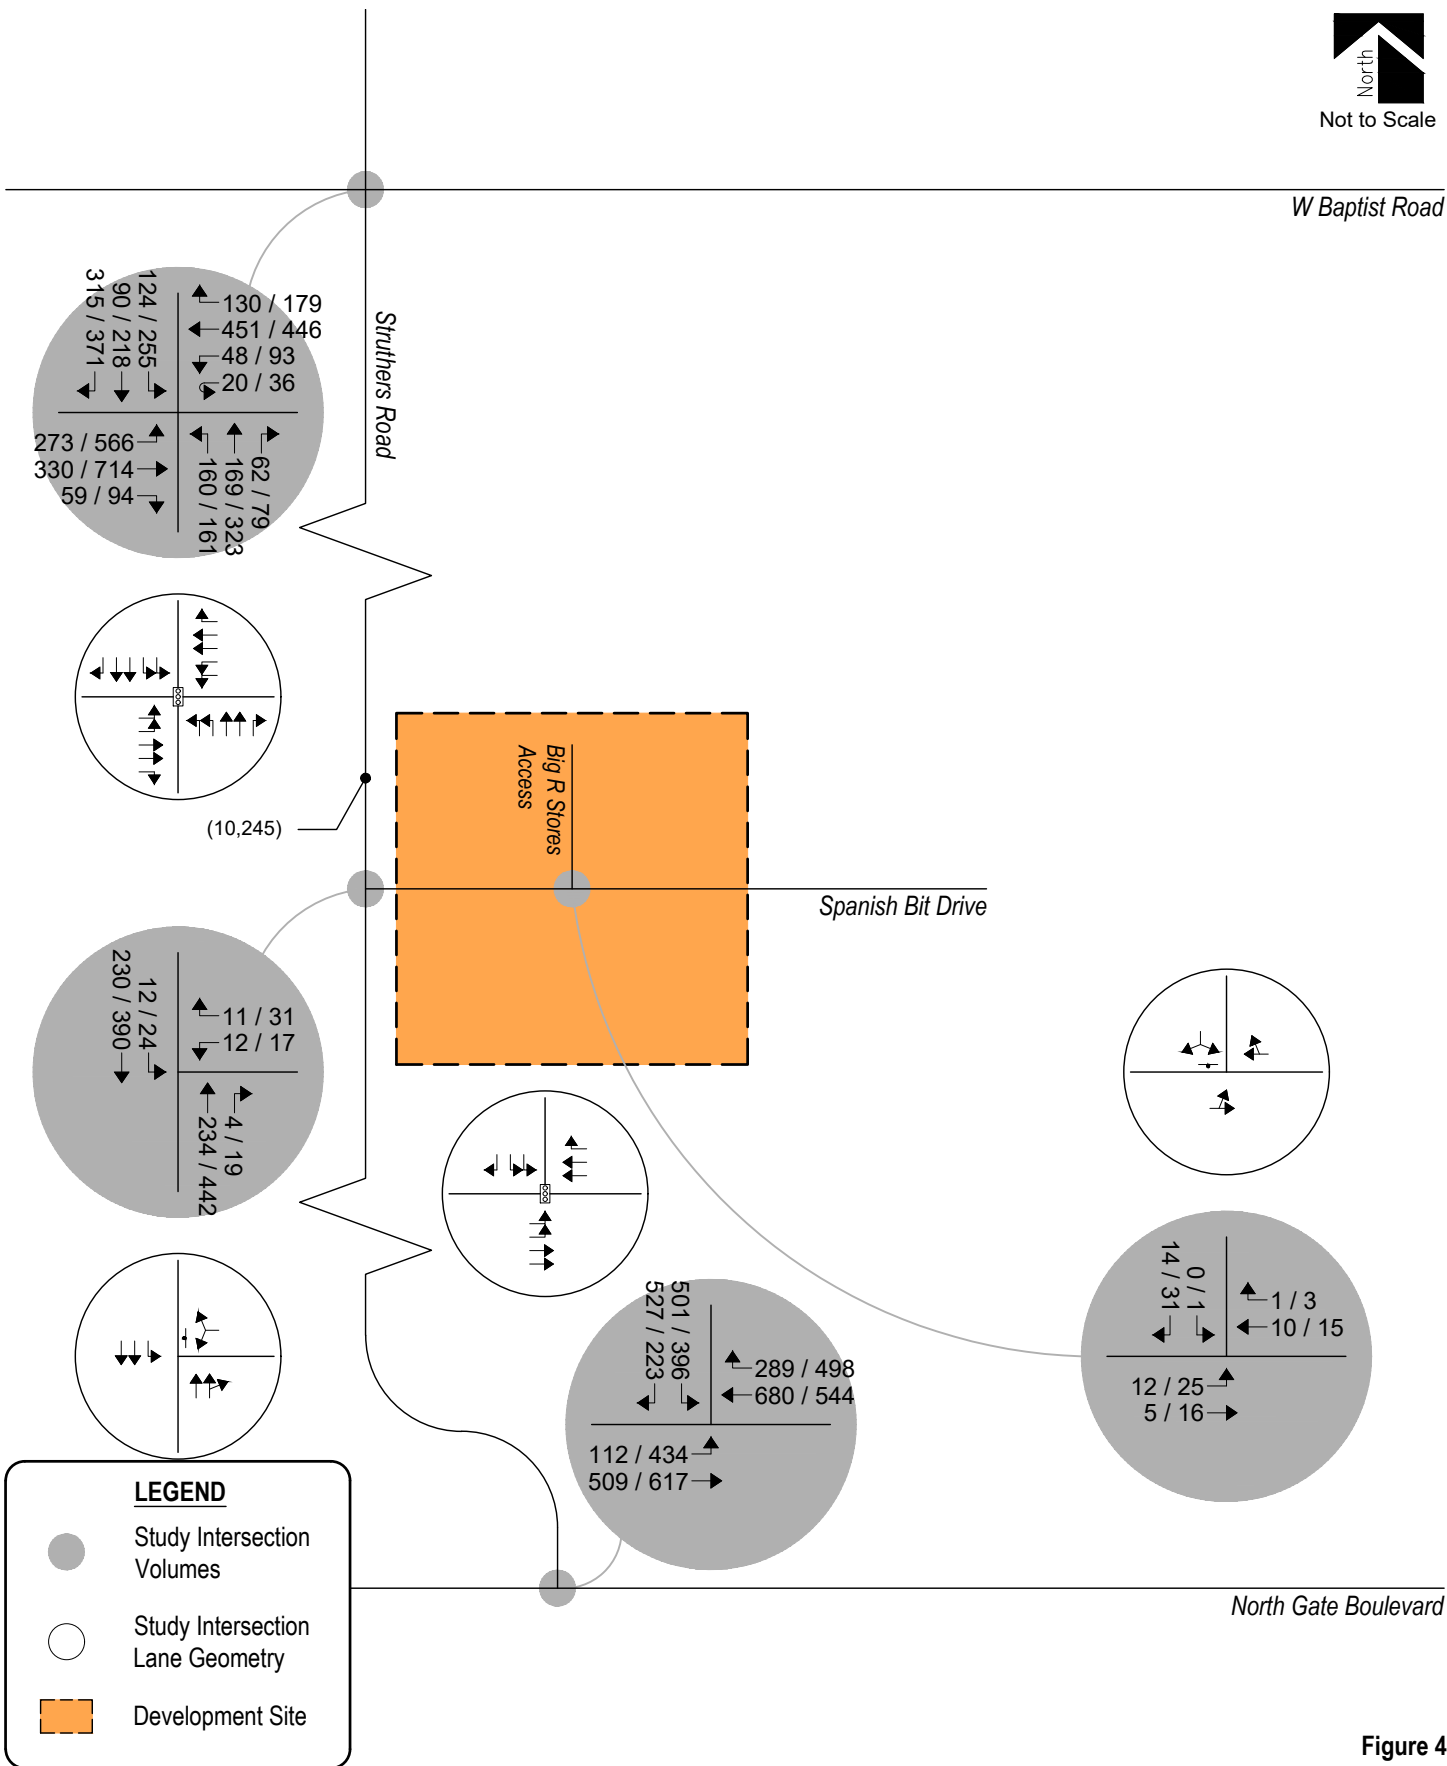 North
Not to Scale
W Baptist Road
Struthers Road
315 / 371
90 / 218
124 / 255
130 / 179
451 / 446
48 / 93
20 / 36
273 / 566
330 / 714
59 / 94
160 / 161
169 / 323
62 / 79
(10,245)
Big R Stores
Access
Spanish Bit Drive
230 / 390
12 / 24
11 / 31
12 / 17
234 / 442
4 / 19
527 / 223
501 / 396
289 / 498
680 / 544
112 / 434
509 / 617
14 / 31
0 / 1
1 / 3
10 / 15
12 / 25
5 / 16
North Gate Boulevard
LEGEND
Study Intersection
Volumes
Study Intersection
Lane Geometry
Development Site
Figure 4